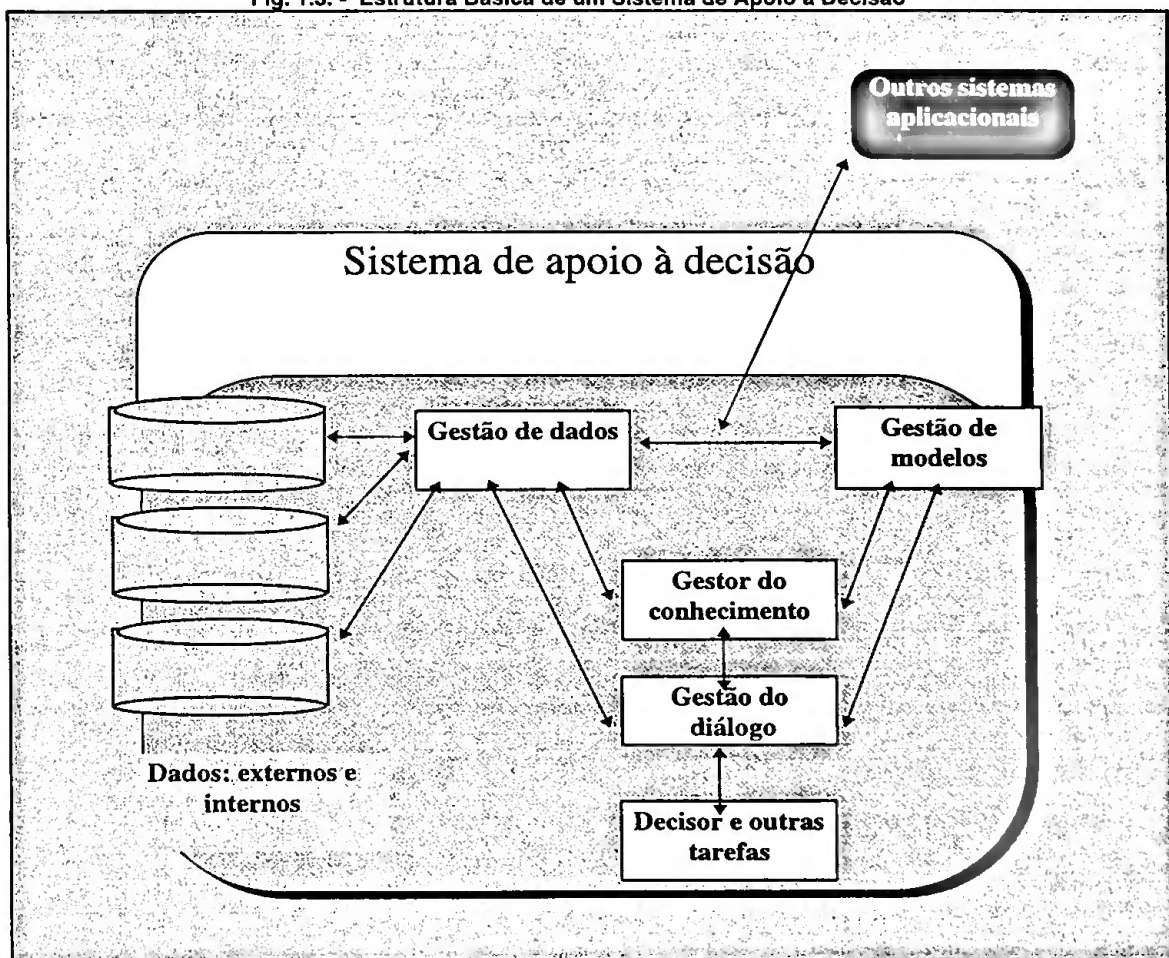 Fig. 1.3. - Estrutura Básica de um Sistema de Apoio à Decisão
Outros sistemas
aplicacionais
Sistema de apoio à decisão
Gestão de dados
Gestão de
modelos
Gestor do
conhecimento
Gestão do
diálogo
Dados: externos e
internos
Decisor e outras
tarefas